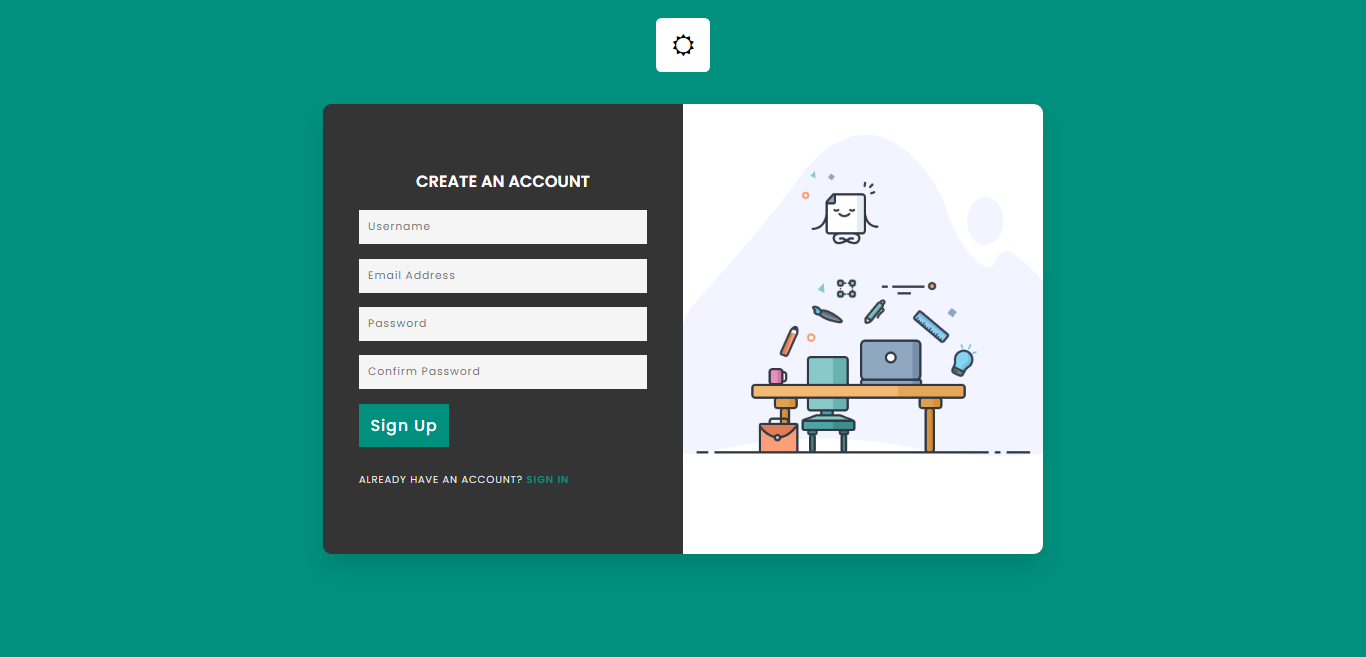 CREATE AN ACCOUNT
Username
Email Address
Password
Confirm Password
Sign Up
ALREADY HAVE AN ACCOUNT? SIGN IN